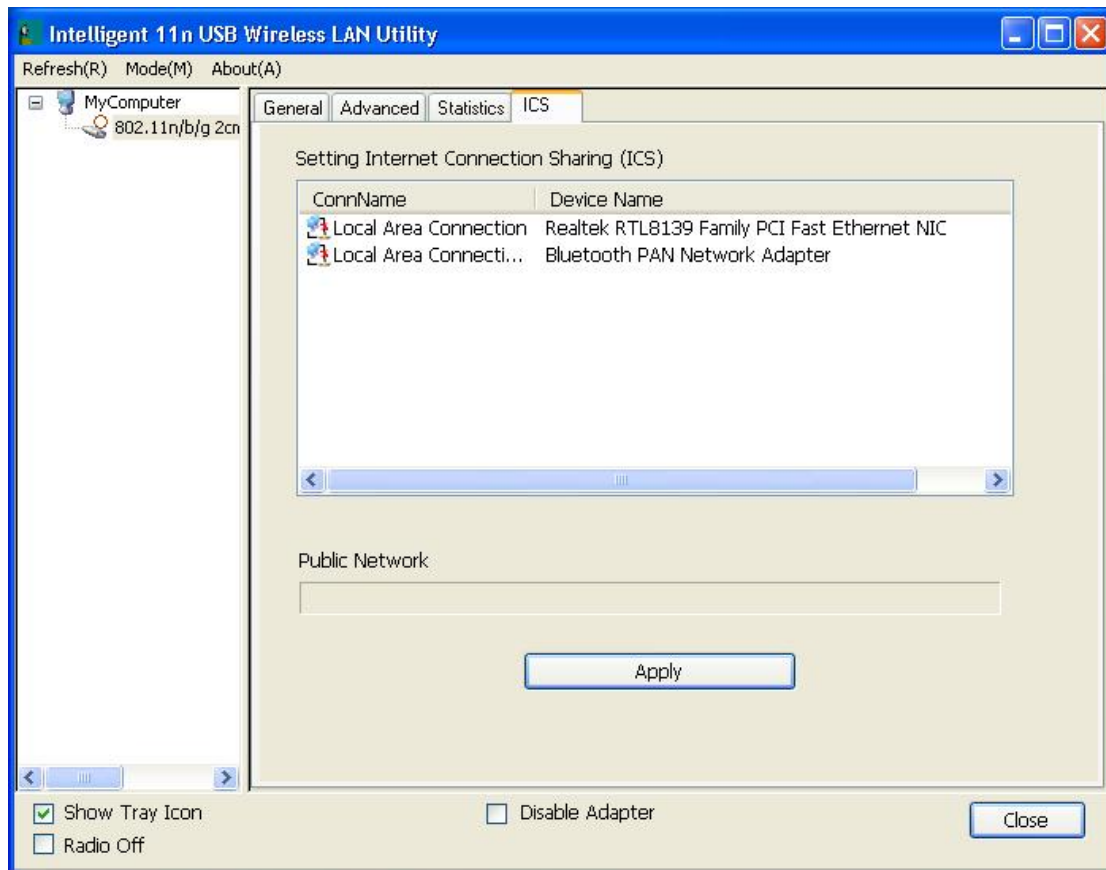 Intelligent 11n USB Wireless LAN Utility
Refresh(R) Mode(M) About(A)
MyComputer
802.11n/b/g 2cn
General Advanced Statistics ICS
Setting Internet Connection Sharing (ICS)
ConnName Device Name
Local Area Connection Realtek RTL8139 Family PCI Fast Ethernet NIC
Local Area Connecti... Bluetooth PAN Network Adapter
Public Network
Apply
Show Tray Icon
Disable Adapter
Radio Off
Close